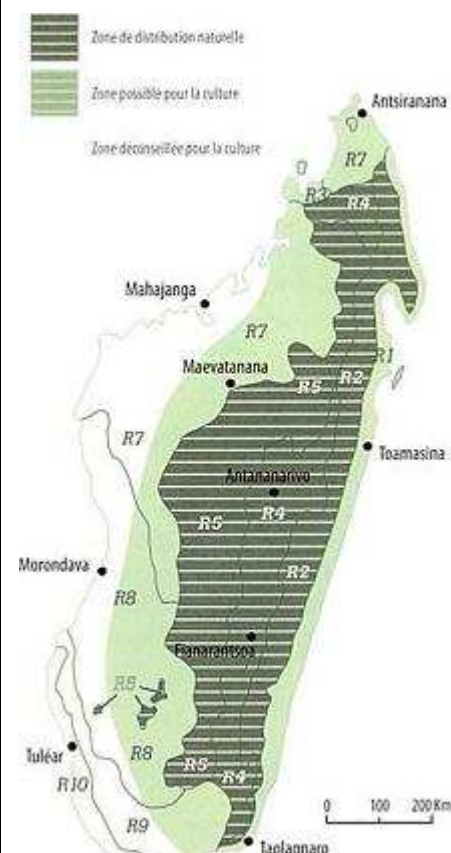 Zone de distribution naturelle
Zone possible pour la culture
Zone déconseillée pour la culture
Antsiranana
R7
R3
R4
Mahajanga
R7
R1
Maevatanana
R5
R2
Toamasina
R7
Antananarivo
R4
R5
R2
Morondava
R8
Fianarantsoa
R8
Tuléar
R5
R4
R10
R9
0 100 200 Km
Taolannaro